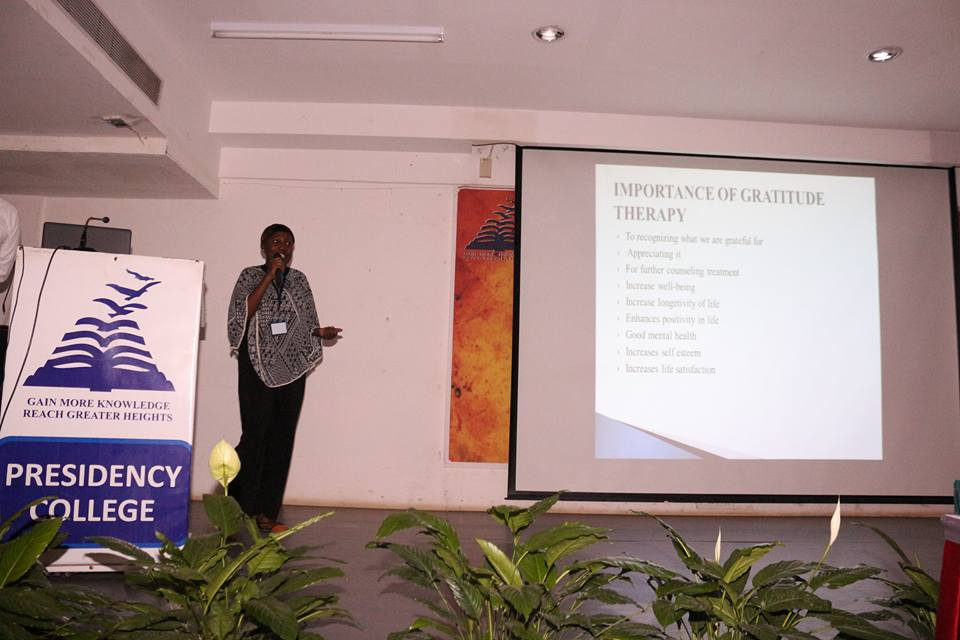 GAIN MORE KNOWLEDGE
REACH GREATER HEIGHTS
PRESIDENCY
COLLEGE
IMPORTANCE OF GRATITUDE
THERAPY
› To recognizing what we are grateful for
› Appreciating it
› For further counseling treatment
› Increase well-being
› Increase longetivity of life
› Enhances positivity in life
› Good mental health
› Increases self esteem
› Increases life satisfaction